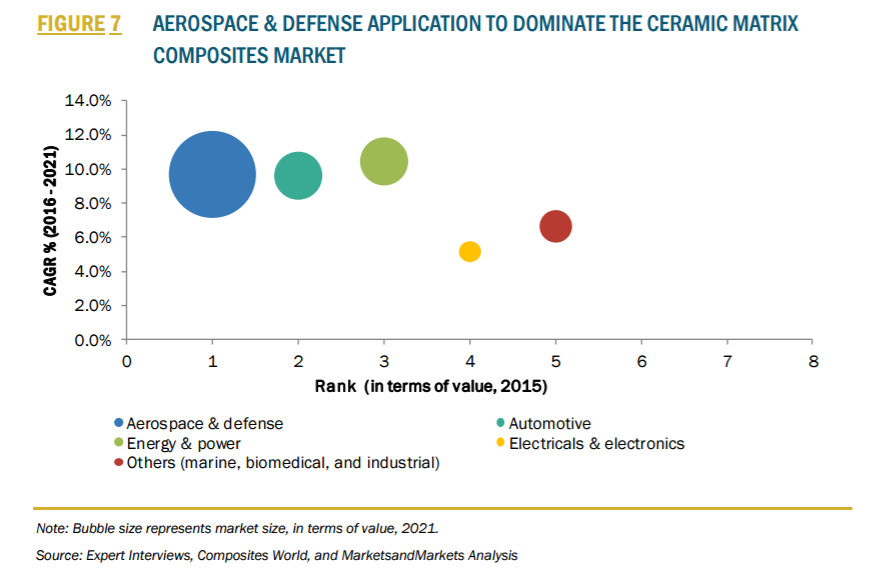 FIGURE 7 AEROSPACE & DEFENSE APPLICATION TO DOMINATE THE CERAMIC MATRIX
COMPOSITES MARKET
14.0%
12.0%
10.0%
8.0%
6.0%
4.0%
2.0%
0.0%
CAGR % (2016 - 2021)
0 1 2 3 4 5 6 7 8
Rank (in terms of value, 2015)
Aerospace & defense Automotive
Energy & power Electricals & electronics
Others (marine, biomedical, and industrial)
Note: Bubble size represents market size, in terms of value, 2021.
Source: Expert Interviews, Composites World, and MarketsandMarkets Analysis